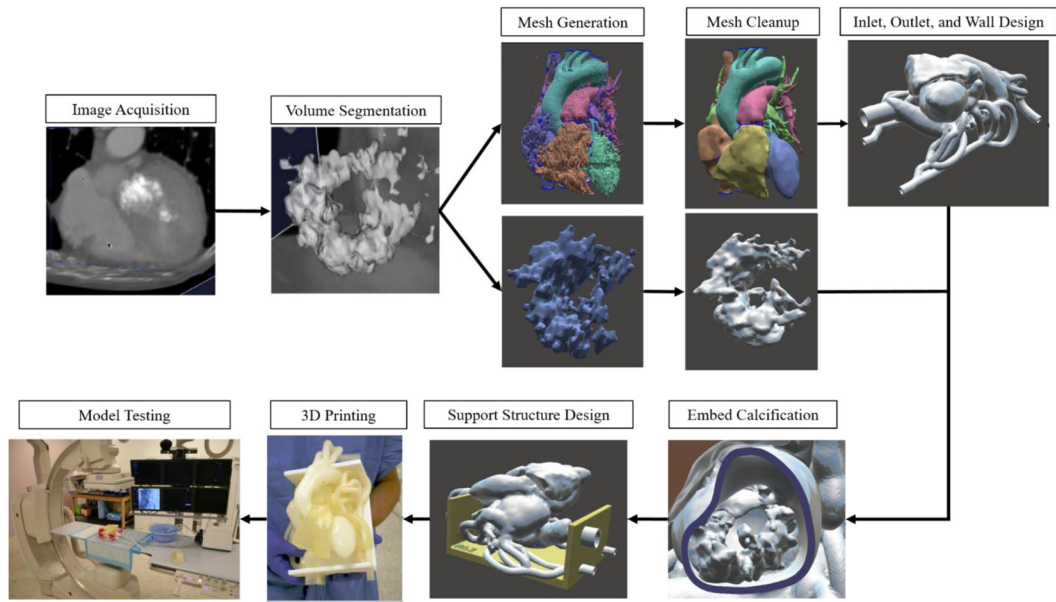 Mesh Generation
Mesh Cleanup
Inlet, Outlet, and Wall Design
Image Acquisition
Volume Segmentation
Model Testing
3D Printing
Support Structure Design
Embed Calcification